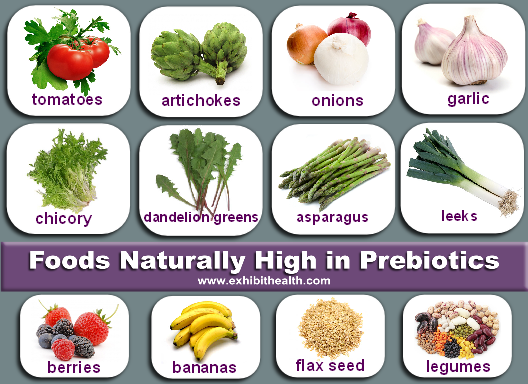 tomatoes
artichokes
onions
garlic
chicory
dandelion greens
asparagus
leeks
Foods Naturally High in Prebiotics
www.exhibithealth.com
berries
bananas
flax seed
legumes